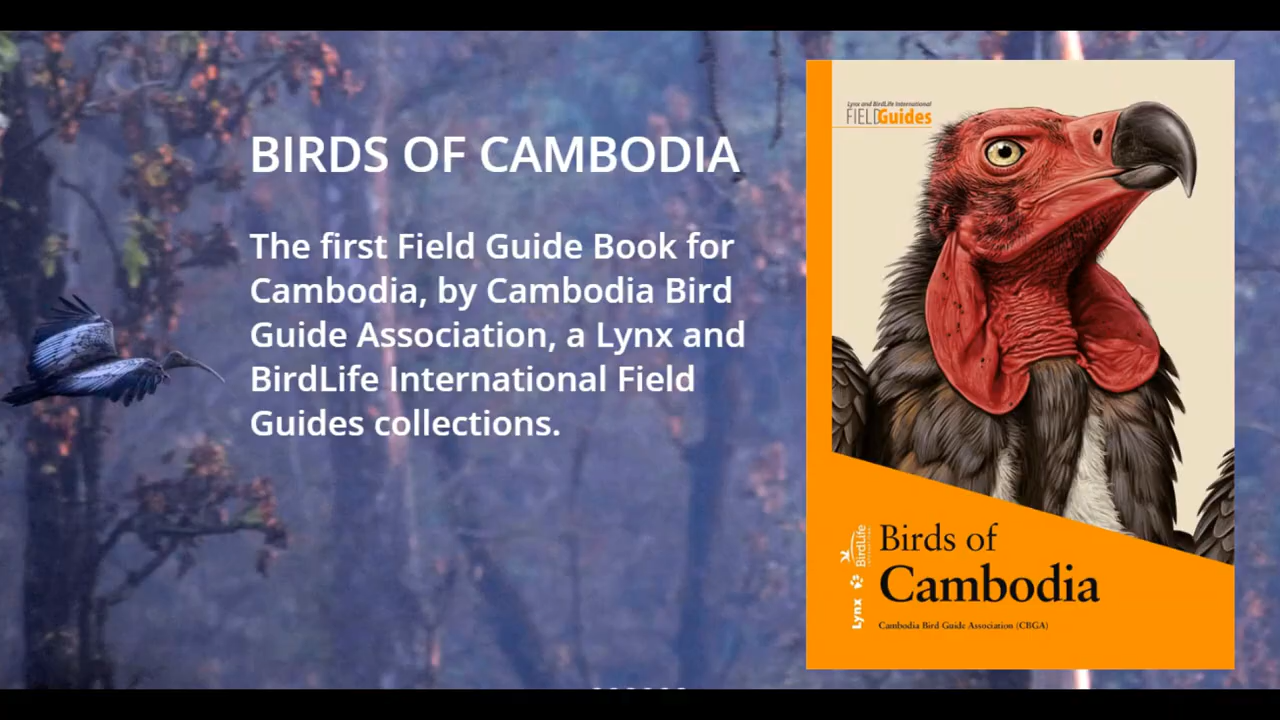 BIRDS OF CAMBODIA
The first Field Guide Book for
Cambodia, by Cambodia Bird
Guide Association, a Lynx and
BirdLife International Field
Guides collections.
Lynx and BirdLife International
FIELDGuides
Lynx BirdLife INTERNATIONAL
Birds of
Cambodia
Cambodia Bird Guide Association (CBGA)